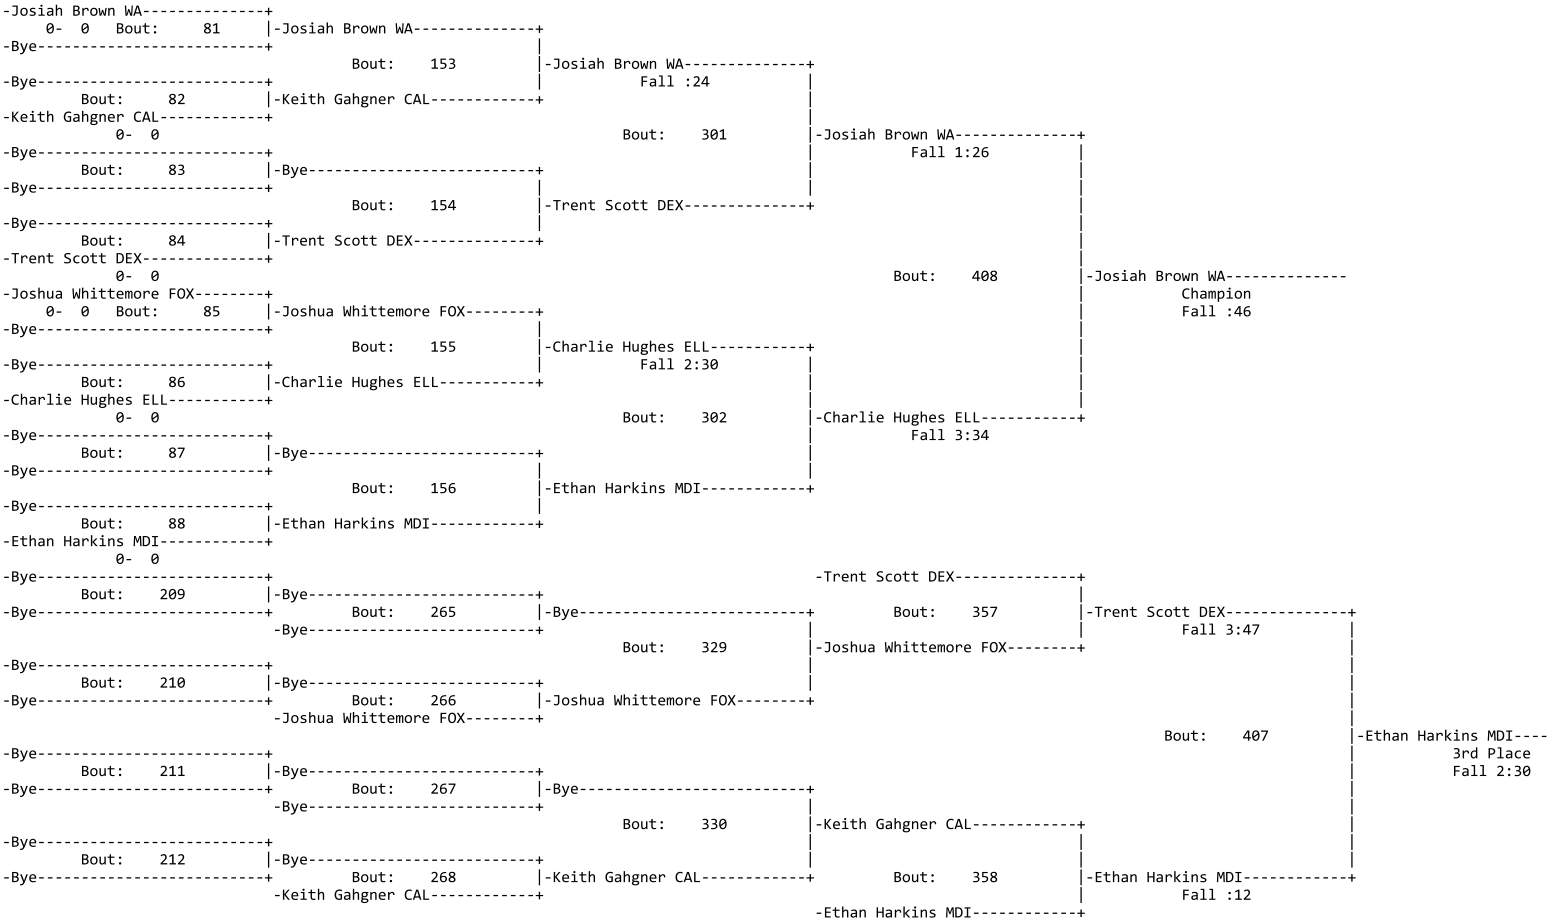 -Josiah Brown WA--------------+
0- 0 Bout: 81 |-Josiah Brown WA--------------+
-Bye--------------------------+ |
Bout: 153 |-Josiah Brown WA--------------+
-Bye--------------------------+ | Fall :24 |
Bout: 82 |-Keith Gahgner CAL------------+ |
-Keith Gahgner CAL------------+ |
0- 0 Bout: 301 |-Josiah Brown WA--------------+
-Bye--------------------------+ | Fall 1:26 |
Bout: 83 |-Bye--------------------------+ | |
-Bye--------------------------+ | | |
Bout: 154 |-Trent Scott DEX--------------+ |
-Bye--------------------------+ | |
Bout: 84 |-Trent Scott DEX--------------+ |
-Trent Scott DEX--------------+ |
0- 0 Bout: 408 |-Josiah Brown WA--------------
-Joshua Whittemore FOX--------+ | Champion
0- 0 Bout: 85 |-Joshua Whittemore FOX--------+ | Fall :46
-Bye--------------------------+ | |
Bout: 155 |-Charlie Hughes ELL-----------+ |
-Bye--------------------------+ | Fall 2:30 | |
Bout: 86 |-Charlie Hughes ELL-----------+ | |
-Charlie Hughes ELL-----------+ | |
0- 0 Bout: 302 |-Charlie Hughes ELL-----------+
-Bye--------------------------+ | Fall 3:34
Bout: 87 |-Bye--------------------------+ |
-Bye--------------------------+ | |
Bout: 156 |-Ethan Harkins MDI------------+
-Bye--------------------------+ |
Bout: 88 |-Ethan Harkins MDI------------+
-Ethan Harkins MDI------------+
0- 0
-Bye--------------------------+ -Trent Scott DEX--------------+
Bout: 209 |-Bye--------------------------+ |
-Bye--------------------------+ Bout: 265 |-Bye--------------------------+ Bout: 357 |-Trent Scott DEX--------------+
-Bye--------------------------+ | | Fall 3:47 |
Bout: 329 |-Joshua Whittemore FOX--------+ |
-Bye--------------------------+ | |
Bout: 210 |-Bye--------------------------+ | |
-Bye--------------------------+ Bout: 266 |-Joshua Whittemore FOX--------+ |
-Joshua Whittemore FOX--------+ |
Bout: 407 |-Ethan Harkins MDI----
-Bye--------------------------+ | 3rd Place
Bout: 211 |-Bye--------------------------+ | Fall 2:30
-Bye--------------------------+ Bout: 267 |-Bye--------------------------+ |
-Bye--------------------------+ | |
Bout: 330 |-Keith Gahgner CAL------------+ |
-Bye--------------------------+ | | |
Bout: 212 |-Bye--------------------------+ | | |
-Bye--------------------------+ Bout: 268 |-Keith Gahgner CAL------------+ Bout: 358 |-Ethan Harkins MDI------------+
-Keith Gahgner CAL------------+ | Fall :12
-Ethan Harkins MDI------------+